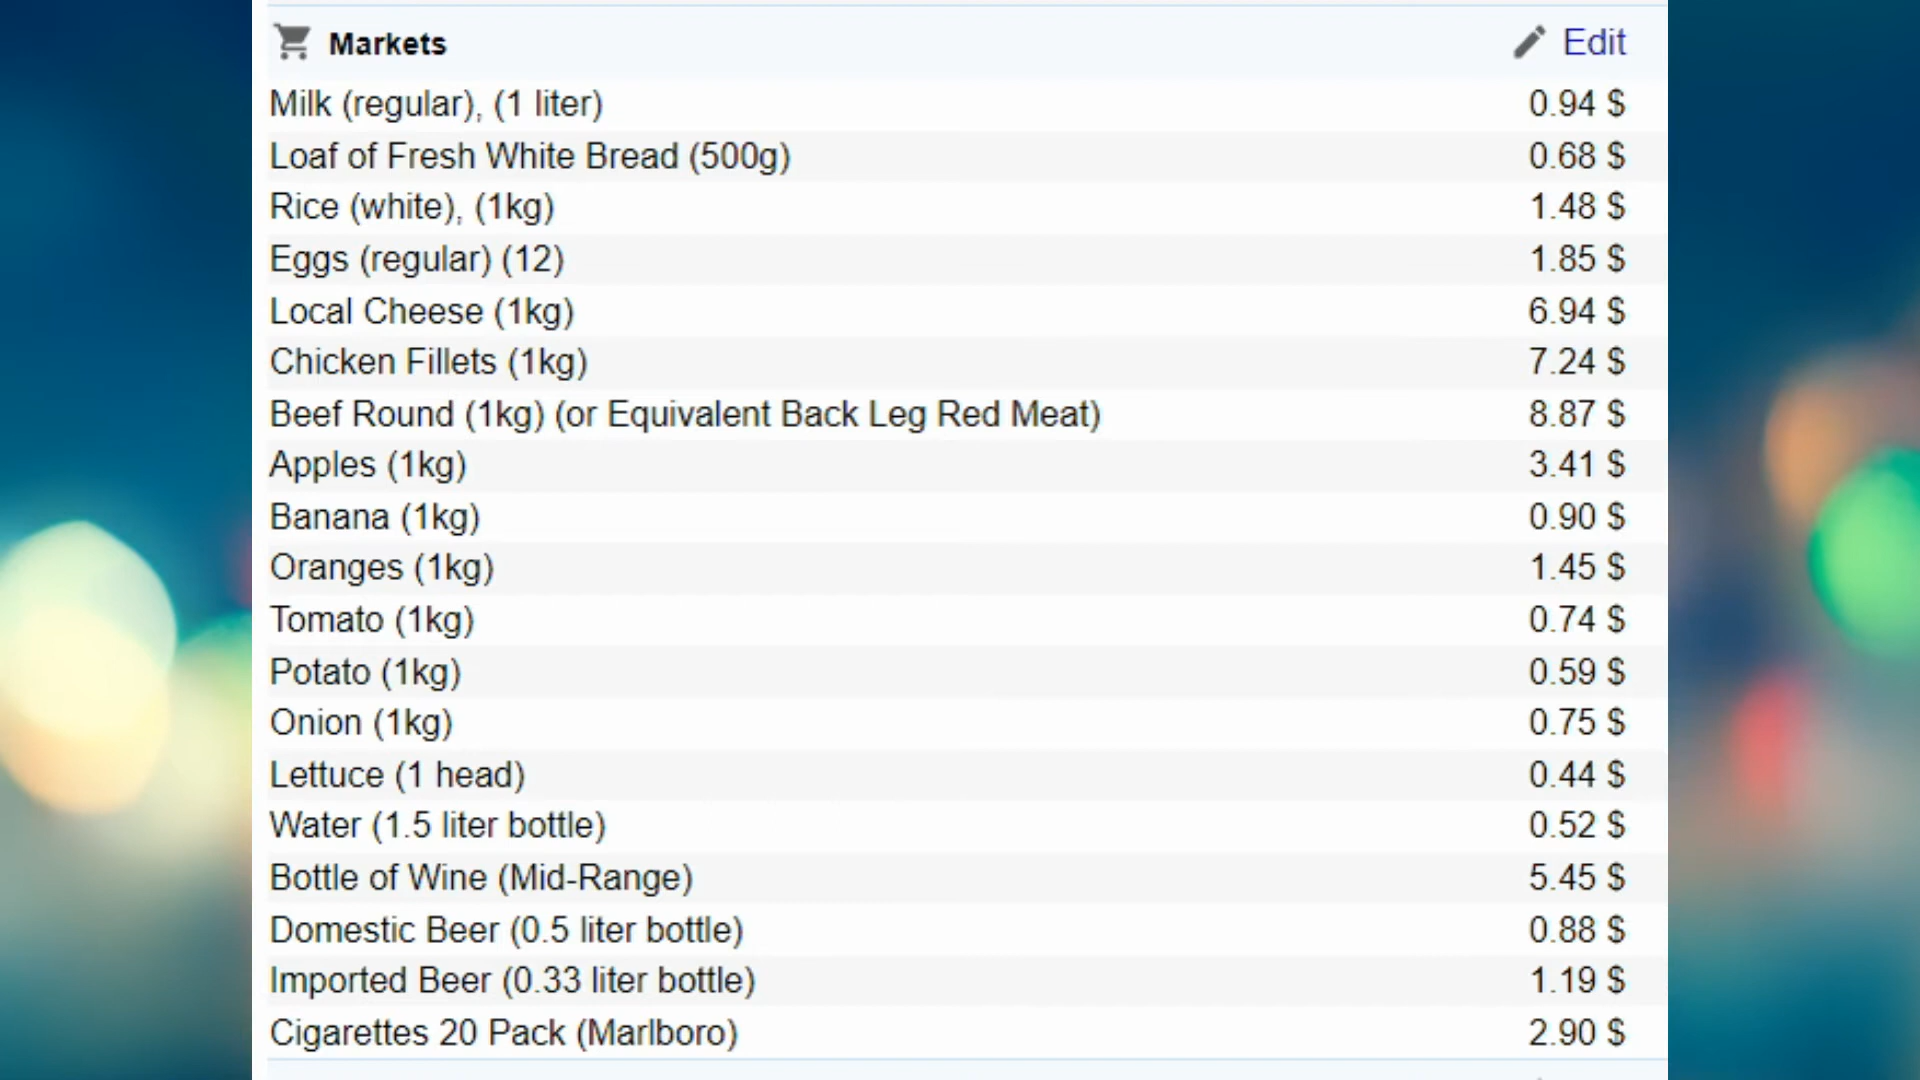 Markets Edit
Milk (regular), (1 liter) 0.94 $
Loaf of Fresh White Bread (500g) 0.68 $
Rice (white), (1kg) 1.48 $
Eggs (regular) (12) 1.85 $
Local Cheese (1kg) 6.94 $
Chicken Fillets (1kg) 7.24 $
Beef Round (1kg) (or Equivalent Back Leg Red Meat) 8.87 $
Apples (1kg) 3.41 $
Banana (1kg) 0.90 $
Oranges (1kg) 1.45 $
Tomato (1kg) 0.74 $
Potato (1kg) 0.59 $
Onion (1kg) 0.75 $
Lettuce (1 head) 0.44 $
Water (1.5 liter bottle) 0.52 $
Bottle of Wine (Mid-Range) 5.45 $
Domestic Beer (0.5 liter bottle) 0.88 $
Imported Beer (0.33 liter bottle) 1.19 $
Cigarettes 20 Pack (Marlboro) 2.90 $